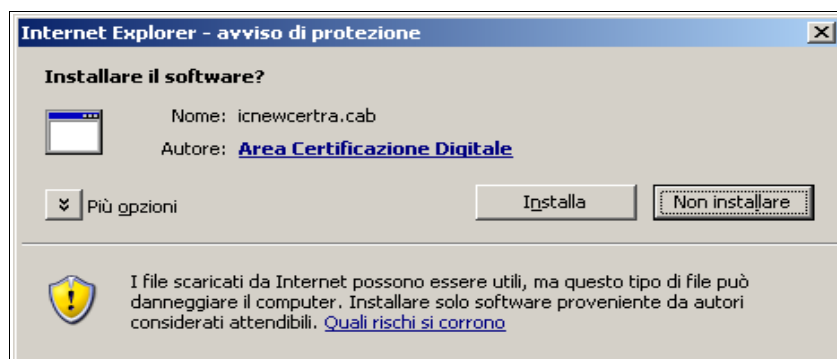 Internet Explorer - avviso di protezione
Installare il software?
Nome: icnewcertra.cab
Autore: Area Certificazione Digitale
Più opzioni
Installa
Non installare
I file scaricati da Internet possono essere utili, ma questo tipo di file può
danneggiare il computer. Installare solo software proveniente da autori
considerati attendibili. Quali rischi si corrono